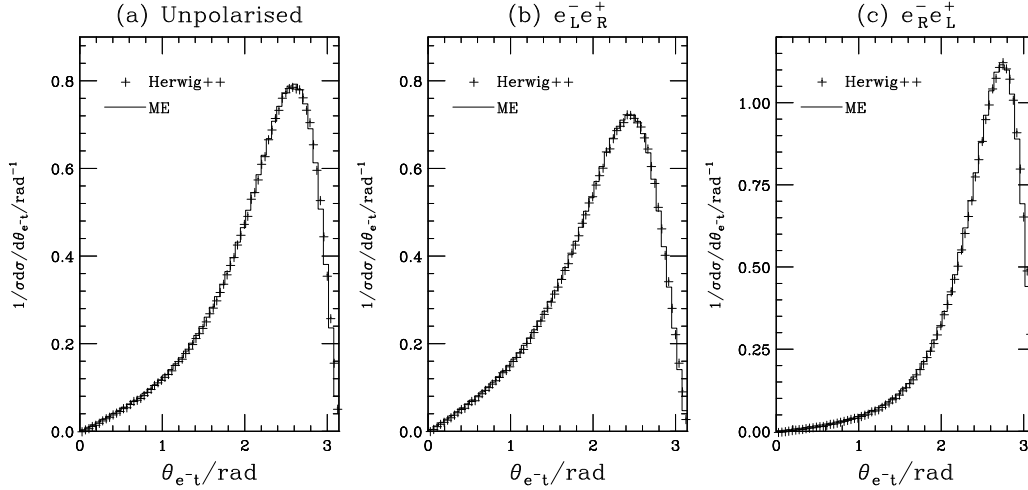 (a) Unpolarised
(b) e⁻_L e⁺_R
(c) e⁻_R e⁺_L
1/σdσ/dθ_e⁻t/rad⁻¹
0.8
0.6
0.4
0.2
0.0
+ Herwig++
— ME
0 1 2 3
θ_e⁻t/rad
1/σdσ/dθ_e⁻t/rad⁻¹
0.8
0.6
0.4
0.2
0.0
+ Herwig++
— ME
0 1 2 3
θ_e⁻t/rad
1/σdσ/dθ_e⁻t/rad⁻¹
1.00
0.75
0.50
0.25
0.00
+ Herwig++
— ME
0 1 2 3
θ_e⁻t/rad